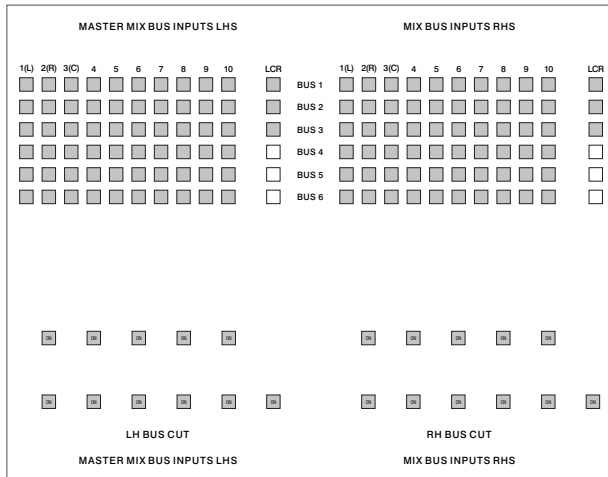 MASTER MIX BUS INPUTS LHS MIX BUS INPUTS RHS
1(L) 2(R) 3(C) 4 5 6 7 8 9 10 LCR 1(L) 2(R) 3(C) 4 5 6 7 8 9 10 LCR
BUS 1
BUS 2
BUS 3
BUS 4
BUS 5
BUS 6
ON ON ON ON ON ON ON ON ON ON
ON ON ON ON ON ON ON ON ON ON ON ON
LH BUS CUT RH BUS CUT
MASTER MIX BUS INPUTS LHS MIX BUS INPUTS RHS